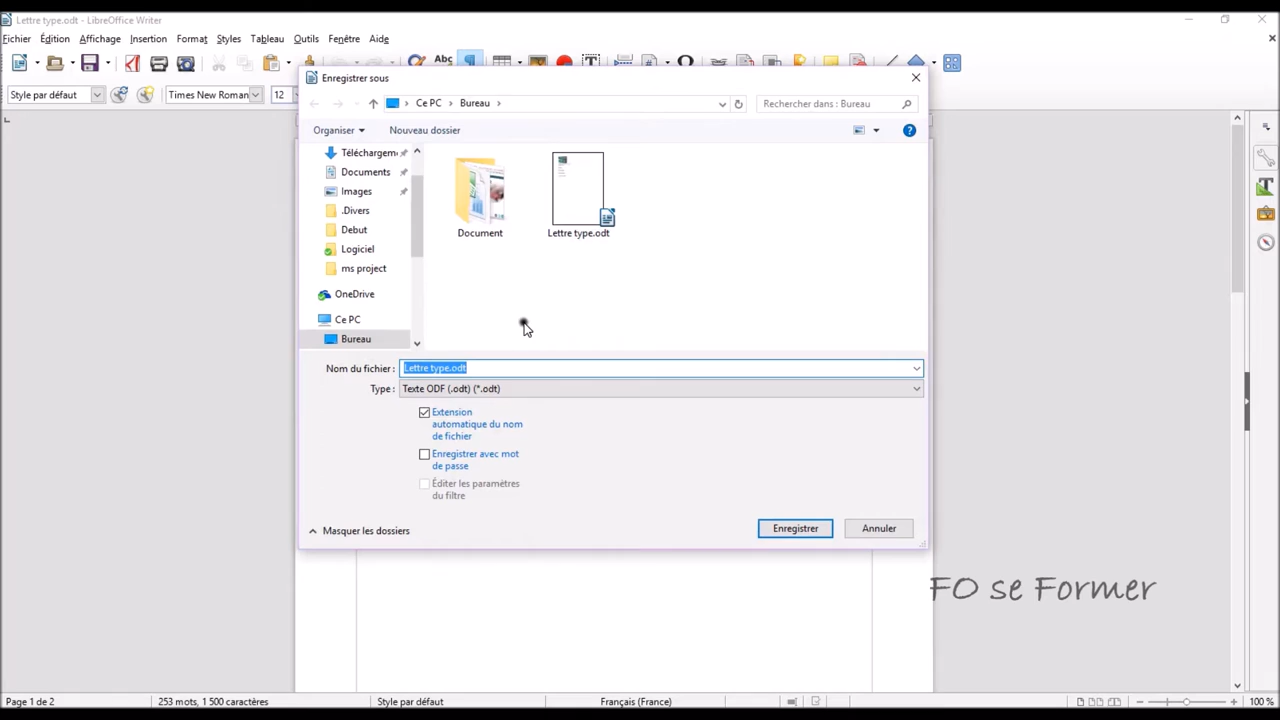 Lettre type.odt - LibreOffice Writer
Fichier Édition Affichage Insertion Format Styles Tableau Outils Fenêtre Aide
Abc
Style par défaut Times New Roman 12
Enregistrer sous
Ce PC Bureau
Rechercher dans : Bureau
Organiser Nouveau dossier
Téléchargem
Documents
Images
.Divers
Debut
Logiciel
ms project
OneDrive
Ce PC
Bureau
Document
Lettre type.odt
Nom du fichier : Lettre type.odt
Type : Texte ODF (.odt) (*.odt)
Extension
automatique du nom
de fichier
Enregistrer avec mot
de passe
Éditer les paramètres
du filtre
Masquer les dossiers
Enregistrer Annuler
FO se Former
Page 1 de 2 253 mots, 1 500 caractères Style par défaut Français (France) 100 %